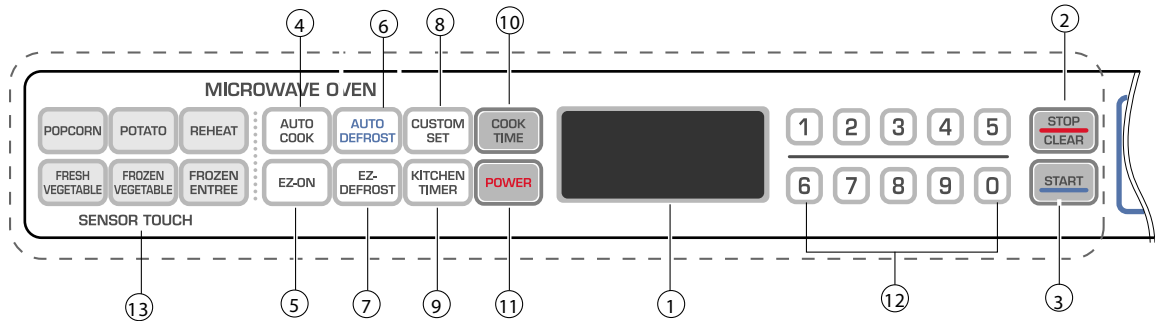 4
6
8
10
2
MICROWAVE OVEN
POPCORN
POTATO
REHEAT
AUTO
COOK
AUTO
DEFROST
CUSTOM
SET
COOK
TIME
1
2
3
4
5
STOP
CLEAR
FRESH
VEGETABLE
FROZEN
VEGETABLE
FROZEN
ENTREE
EZ-ON
EZ-
DEFROST
KITCHEN
TIMER
POWER
6
7
8
9
0
START
SENSOR TOUCH
13
5
7
9
11
1
12
3